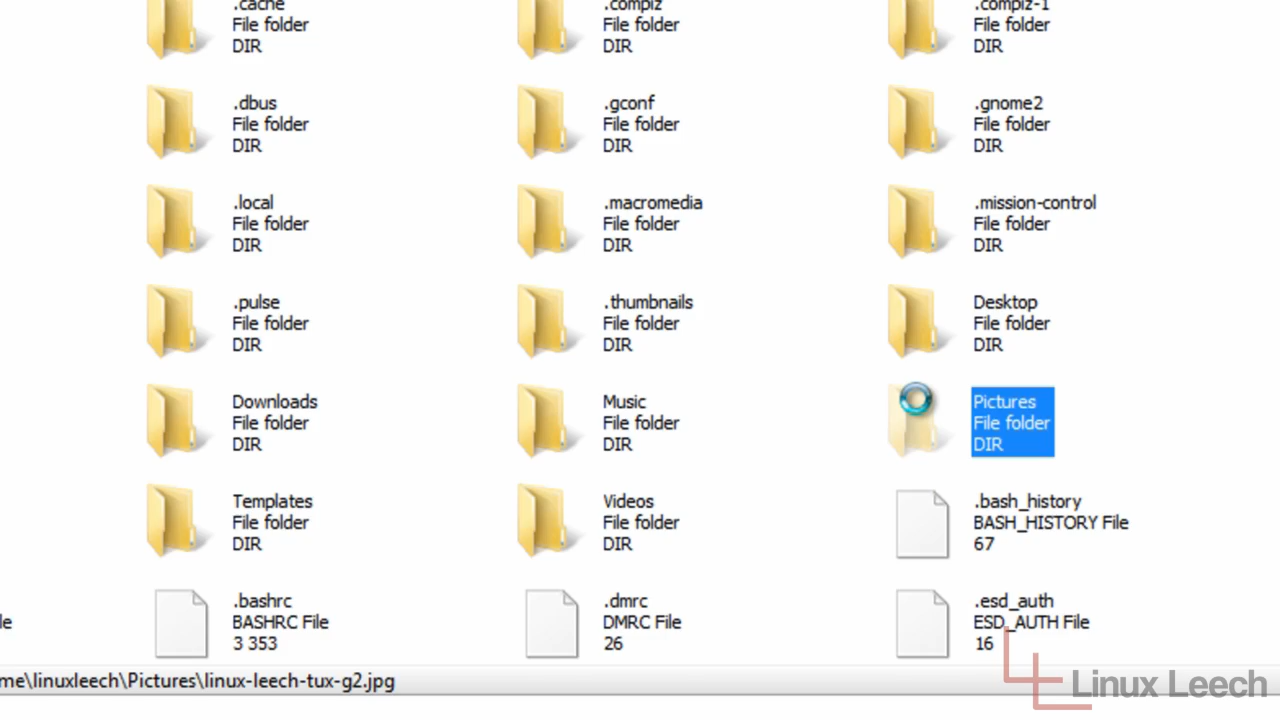 .cache
File folder
DIR
.compiz
File folder
DIR
.compiz-1
File folder
DIR
.dbus
File folder
DIR
.gconf
File folder
DIR
.gnome2
File folder
DIR
.local
File folder
DIR
.macromedia
File folder
DIR
.mission-control
File folder
DIR
.pulse
File folder
DIR
.thumbnails
File folder
DIR
Desktop
File folder
DIR
Downloads
File folder
DIR
Music
File folder
DIR
Pictures
File folder
DIR
Templates
File folder
DIR
Videos
File folder
DIR
.bash_history
BASH_HISTORY File
67
le
.bashrc
BASHRC File
3 353
.dmrc
DMRC File
26
.esd_auth
ESD_AUTH File
16
me\linuxleech\Pictures\linux-leech-tux-g2.jpg
Linux Leech